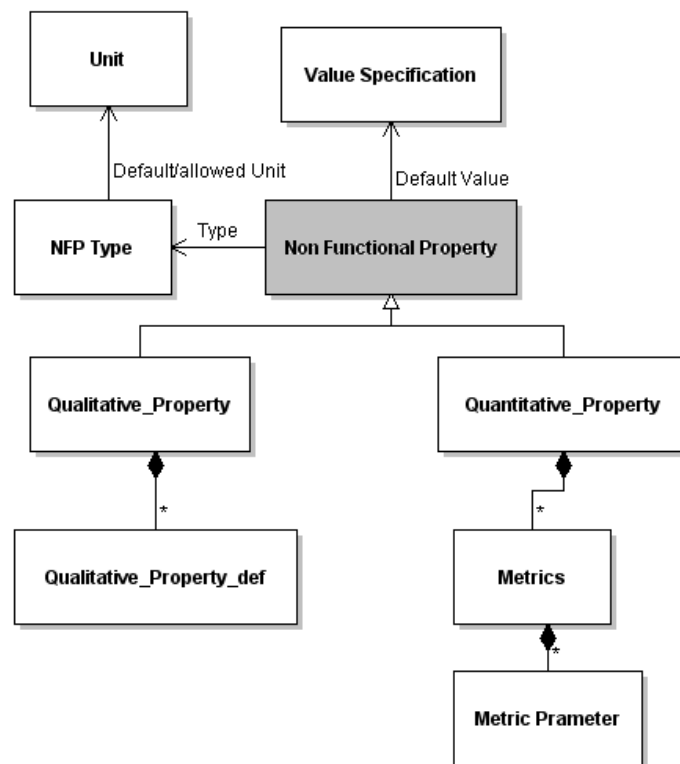 Unit
Value Specification
Default/allowed Unit
Default Value
NFP Type
Type
Non Functional Property
Qualitative_Property
Quantitative_Property
*
*
Qualitative_Property_def
Metrics
*
Metric Prameter